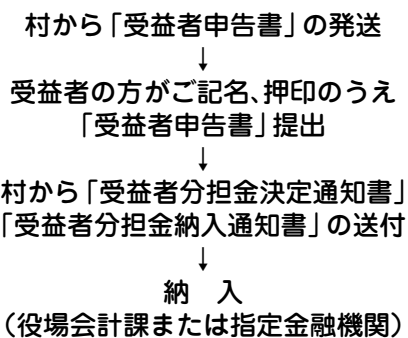 村から「受益者申告書」の発送
↓
受益者の方がご記名、押印のうえ
「受益者申告書」提出
↓
村から「受益者分担金決定通知書」
「受益者分担金納入通知書」の送付
↓
納　入
（役場会計課または指定金融機関）